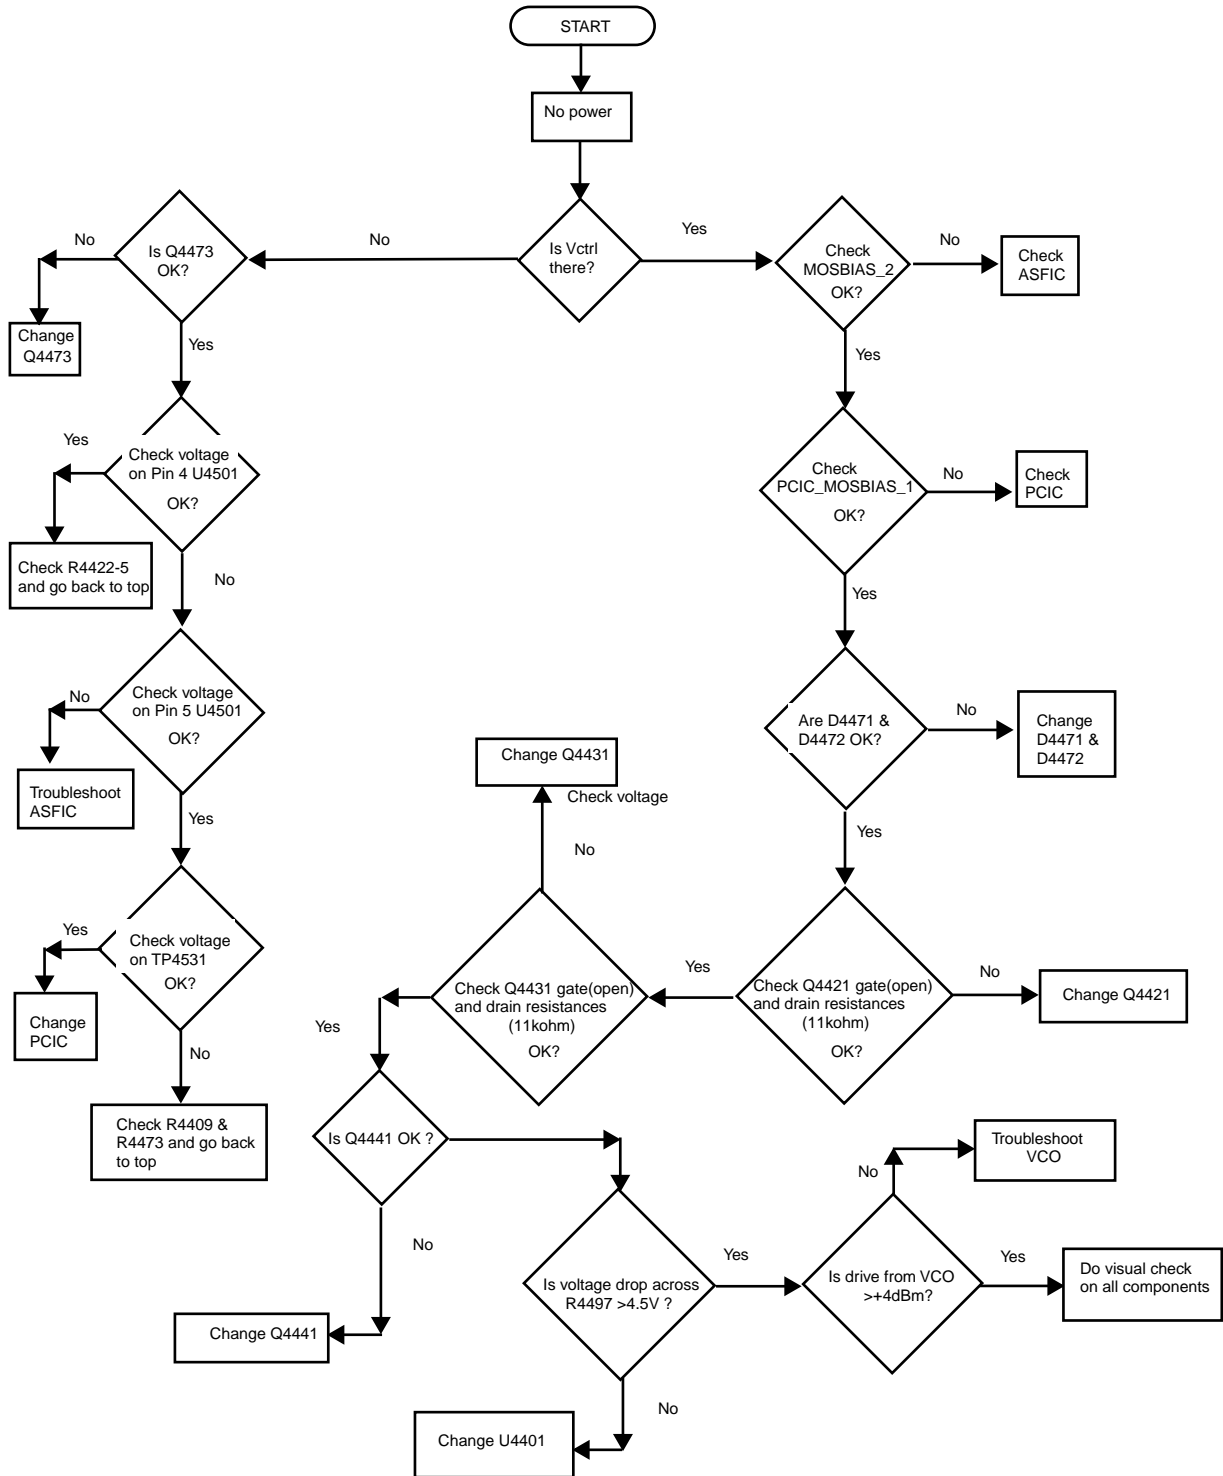 START
No power
Is Vctrl
there?
No
Yes
Is Q4473
OK?
No
Change
Q4473
Yes
Check voltage
on Pin 4 U4501
OK?
Yes
Check R4422-5
and go back to top
No
Check voltage
on Pin 5 U4501
OK?
No
Troubleshoot
ASFIC
Yes
Check voltage
on TP4531
OK?
Yes
Change
PCIC
No
Check R4409 &
R4473 and go back
to top
Check
MOSBIAS_2
OK?
No
Check
ASFIC
Yes
Check
PCIC_MOSBIAS_1
OK?
No
Check
PCIC
Yes
Are D4471 &
D4472 OK?
No
Change
D4471 &
D4472
Yes
Check Q4421 gate(open)
and drain resistances
(11kohm)
OK?
No
Change Q4421
Yes
Check Q4431 gate(open)
and drain resistances
(11kohm)
OK?
No
Check voltage
Change Q4431
Yes
Is Q4441 OK ?
No
Change Q4441
Is voltage drop across
R4497 >4.5V ?
No
Change U4401
Yes
Is drive from VCO
>+4dBm?
No
Troubleshoot
VCO
Yes
Do visual check
on all components